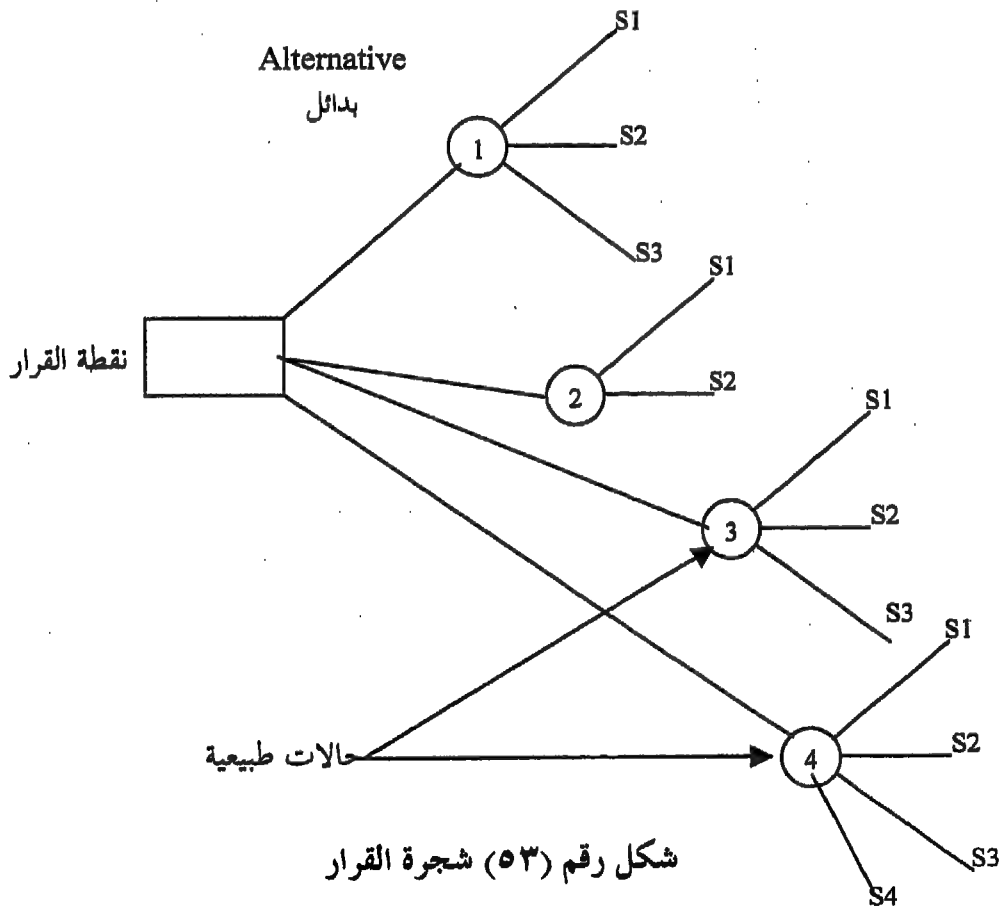 S1
Alternative
بدائل
1
S2
S3
S1
نقطة القرار
2
S2
S1
3
S2
S3
S1
حالات طبيعية
4
S2
S3
S4
شكل رقم (٥٣) شجرة القرار